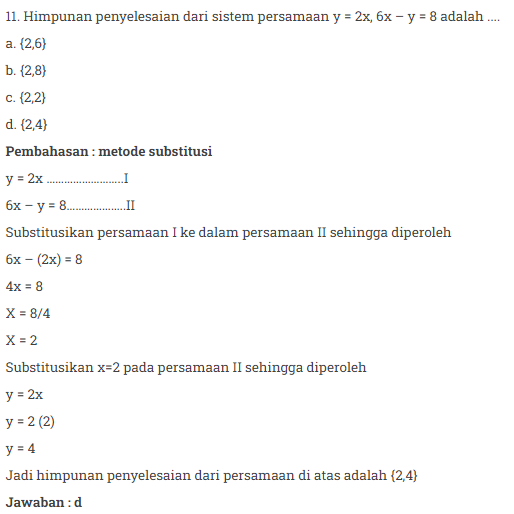 11. Himpunan penyelesaian dari sistem persamaan y = 2x, 6x – y = 8 adalah ....
a. {2,6}
b. {2,8}
c. {2,2}
d. {2,4}
Pembahasan : metode substitusi
y = 2x ..........................I
6x – y = 8....................II
Substitusikan persamaan I ke dalam persamaan II sehingga diperoleh
6x – (2x) = 8
4x = 8
X = 8/4
X = 2
Substitusikan x=2 pada persamaan II sehingga diperoleh
y = 2x
y = 2 (2)
y = 4
Jadi himpunan penyelesaian dari persamaan di atas adalah {2,4}
Jawaban : d